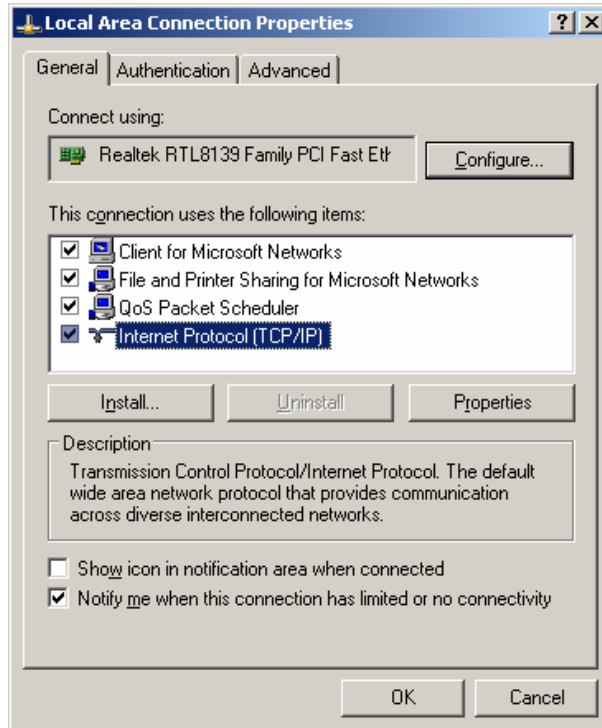 Local Area Connection Properties
General Authentication Advanced
Connect using:
Realtek RTL8139 Family PCI Fast Eth
Configure...
This connection uses the following items:
Client for Microsoft Networks
File and Printer Sharing for Microsoft Networks
QoS Packet Scheduler
Internet Protocol (TCP/IP)
Install... Uninstall Properties
Description
Transmission Control Protocol/Internet Protocol. The default
wide area network protocol that provides communication
across diverse interconnected networks.
Show icon in notification area when connected
Notify me when this connection has limited or no connectivity
OK Cancel